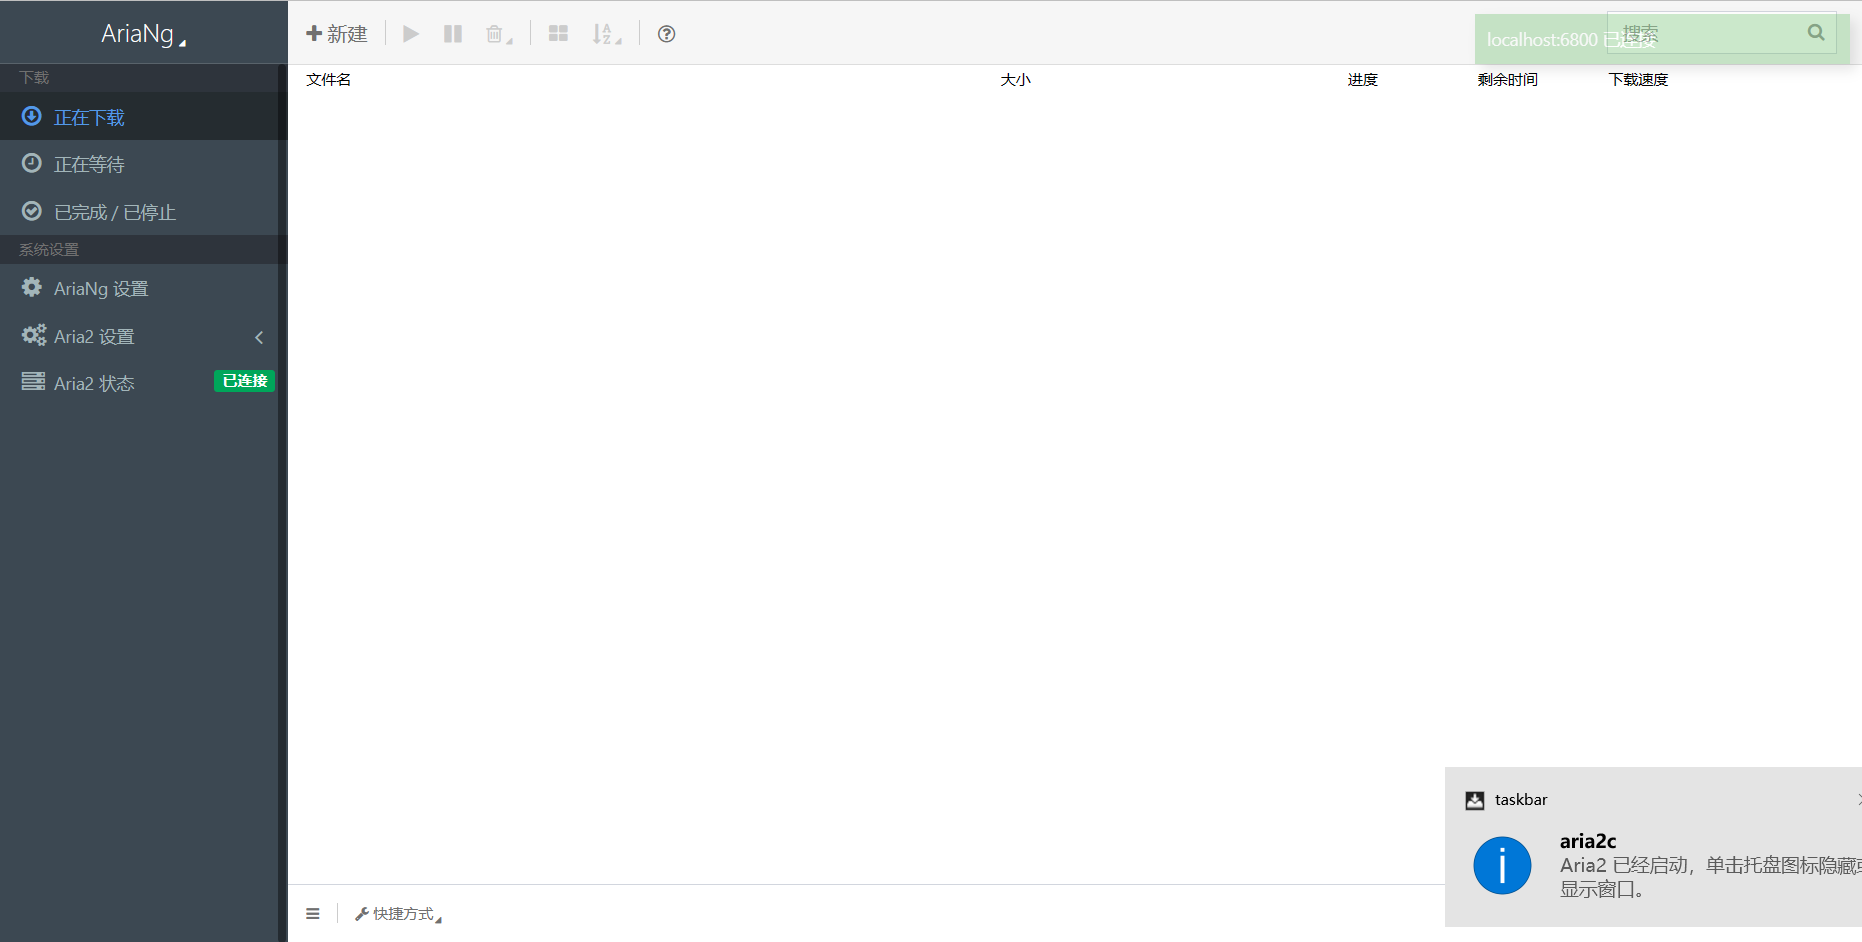 AriaNg
下载
正在下载
正在等待
已完成 / 已停止
系统设置
AriaNg 设置
Aria2 设置
Aria2 状态 已连接
新建
搜索
localhost:6800 已连接
文件名 大小 进度 剩余时间 下载速度
taskbar
aria2c
Aria2 已经启动，单击托盘图标隐藏或
显示窗口。
快捷方式